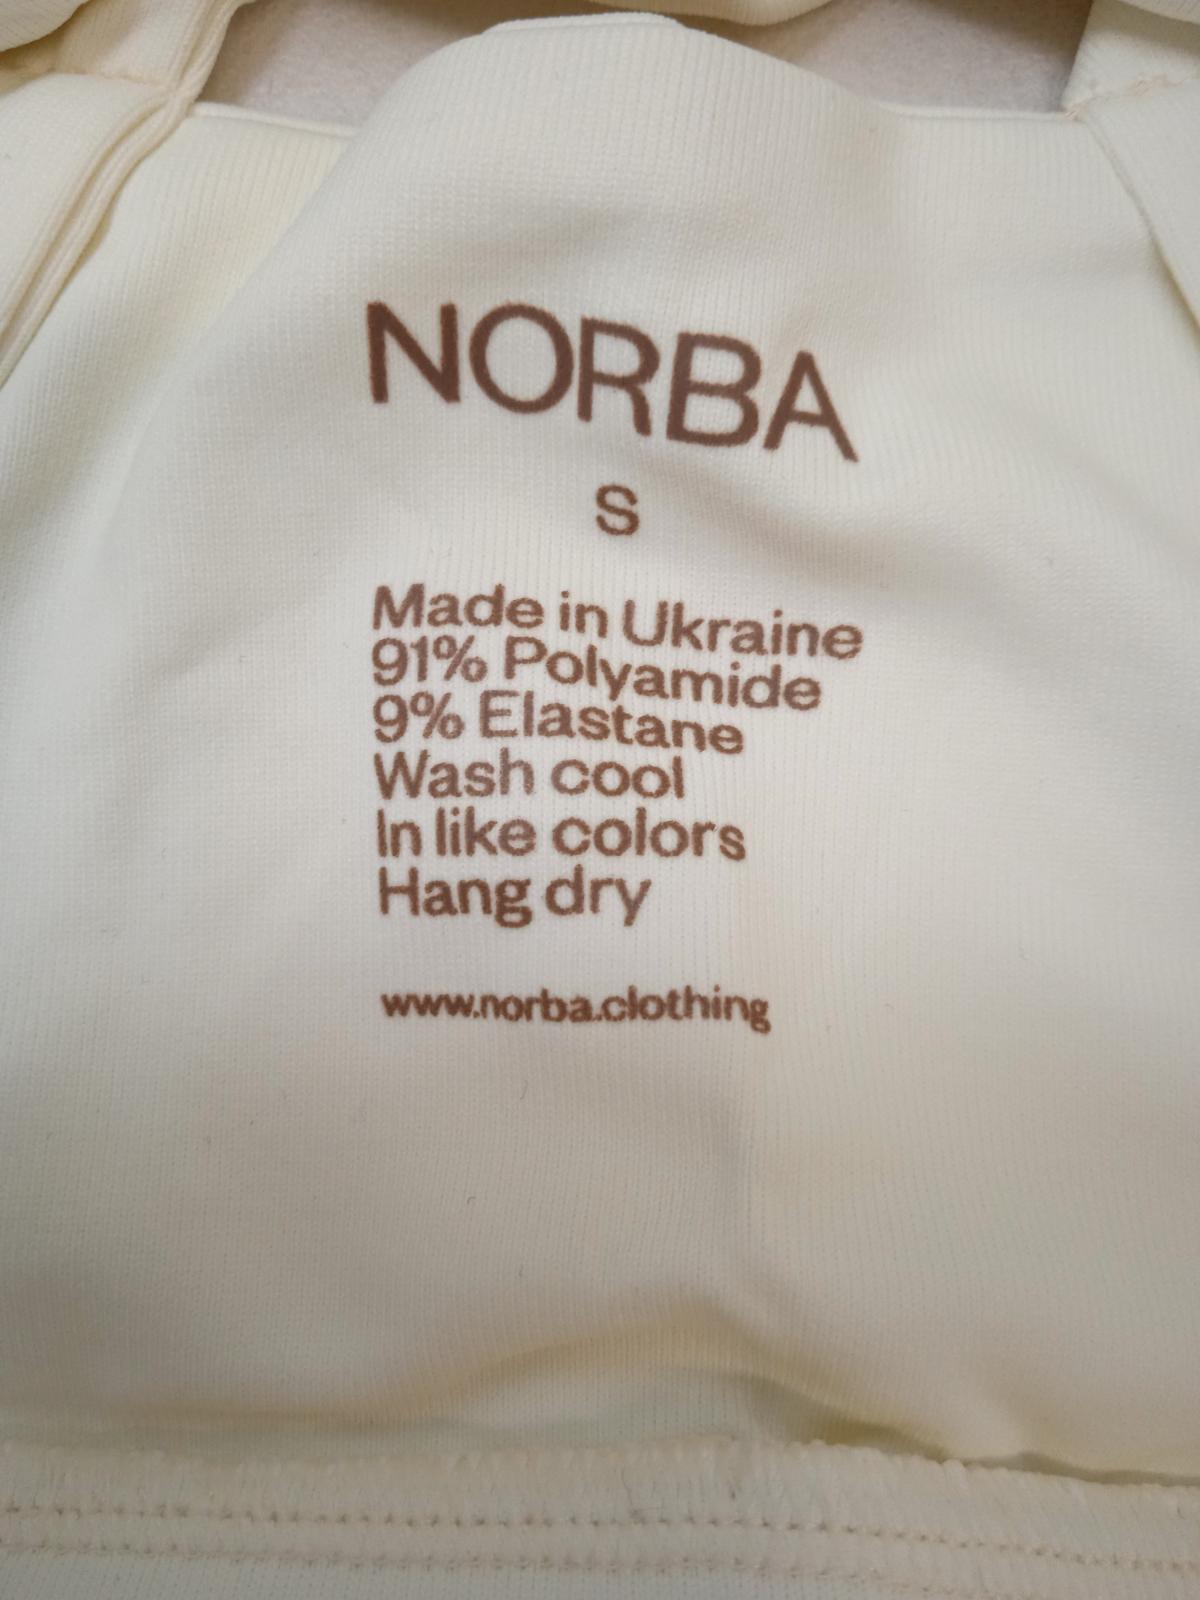 NORBA
S
Made in Ukraine
91% Polyamide
9% Elastane
Wash cool
In like colors
Hang dry
www.norba.clothing